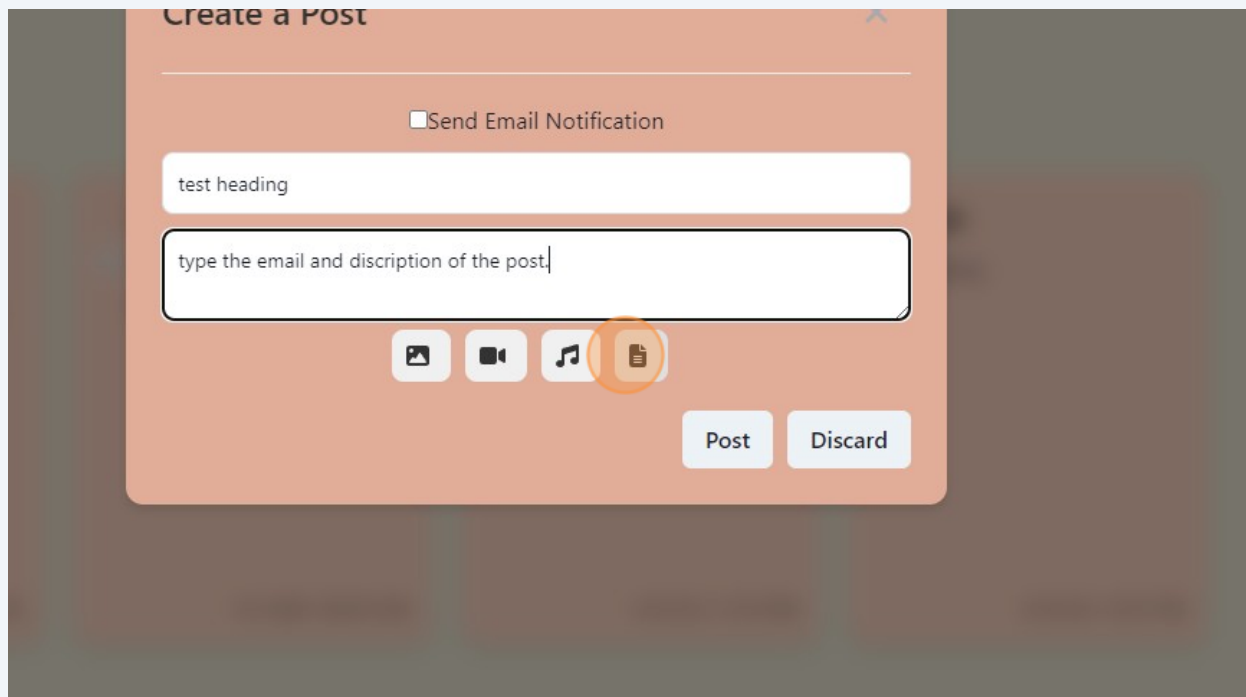 Create a Post
Send Email Notification
test heading
type the email and discription of the post.
Post
Discard